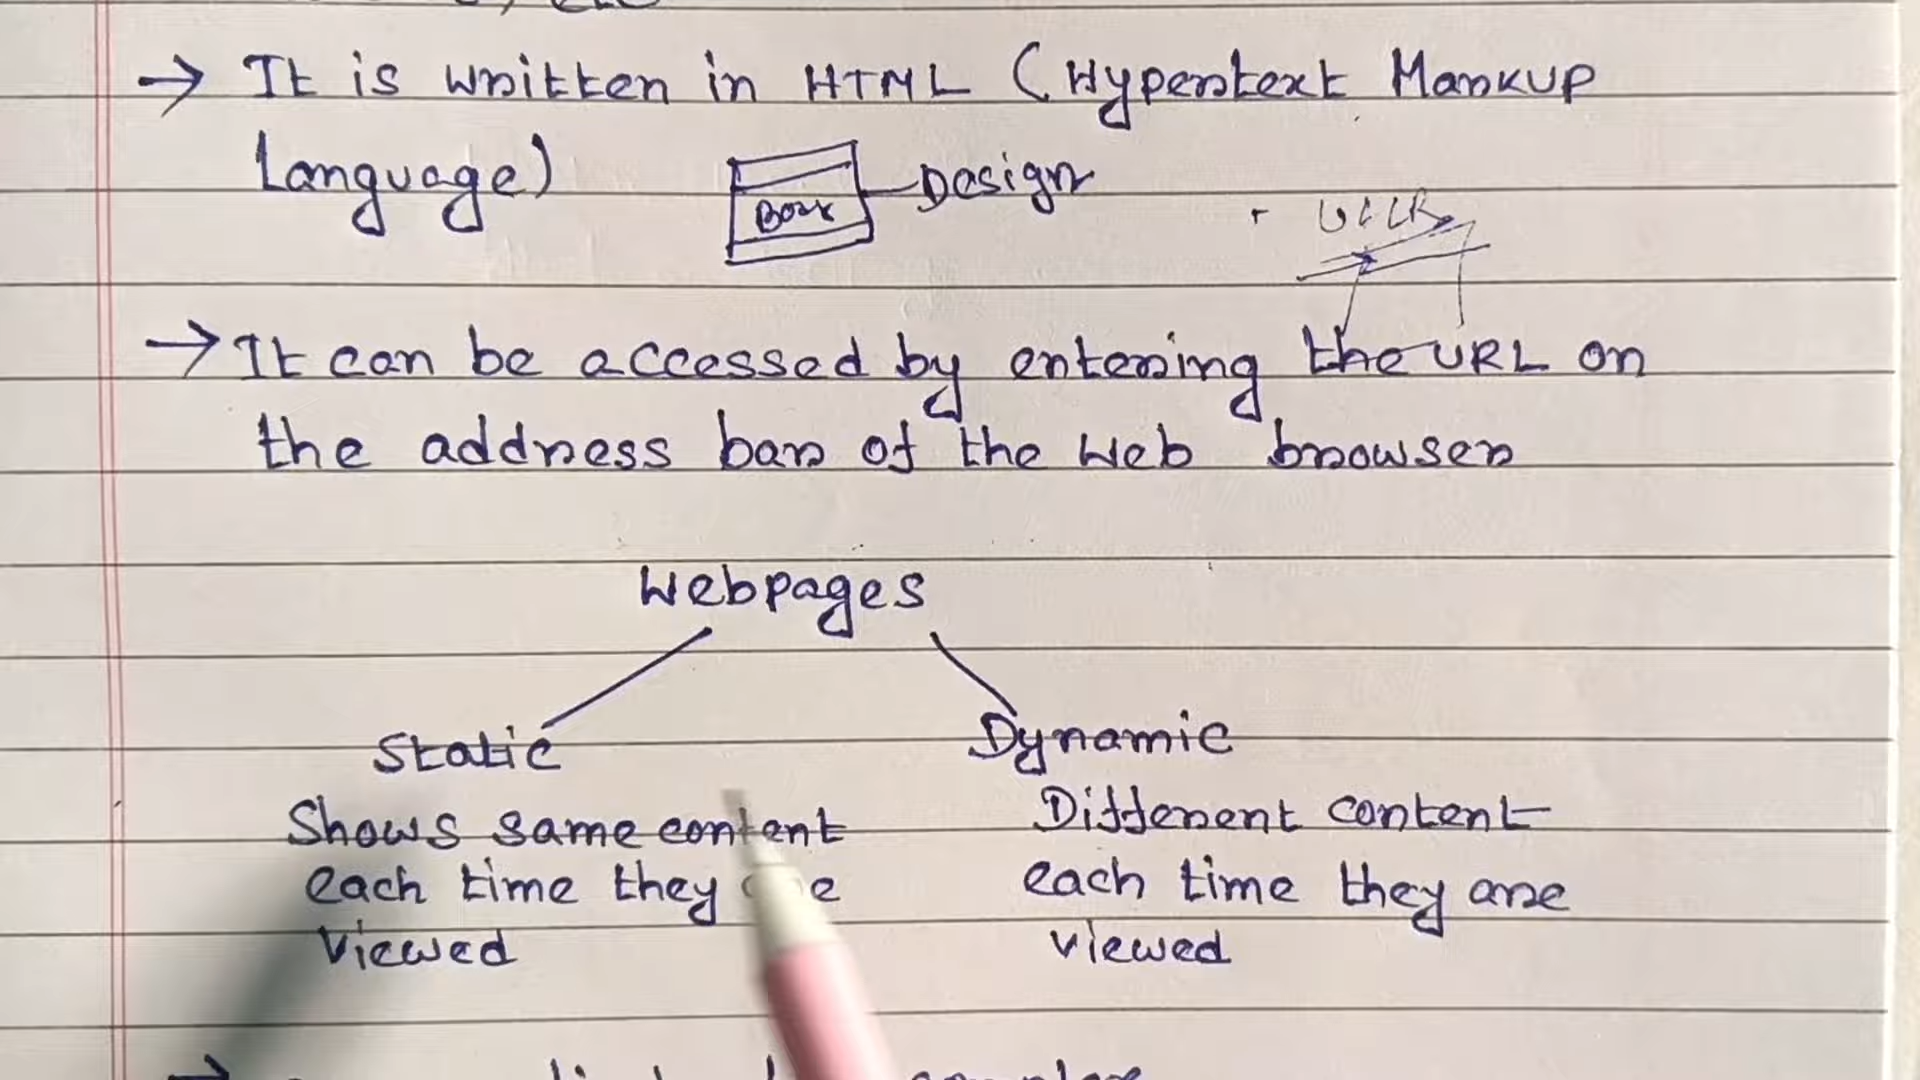 → It is written in HTML (Hypertext Markup
Language)
Book
Design
→ It can be accessed by entering the URL on
the address bar of the Web browser
Webpages
Static
Shows same content
each time they are
viewed
Dynamic
Different content
each time they are
viewed